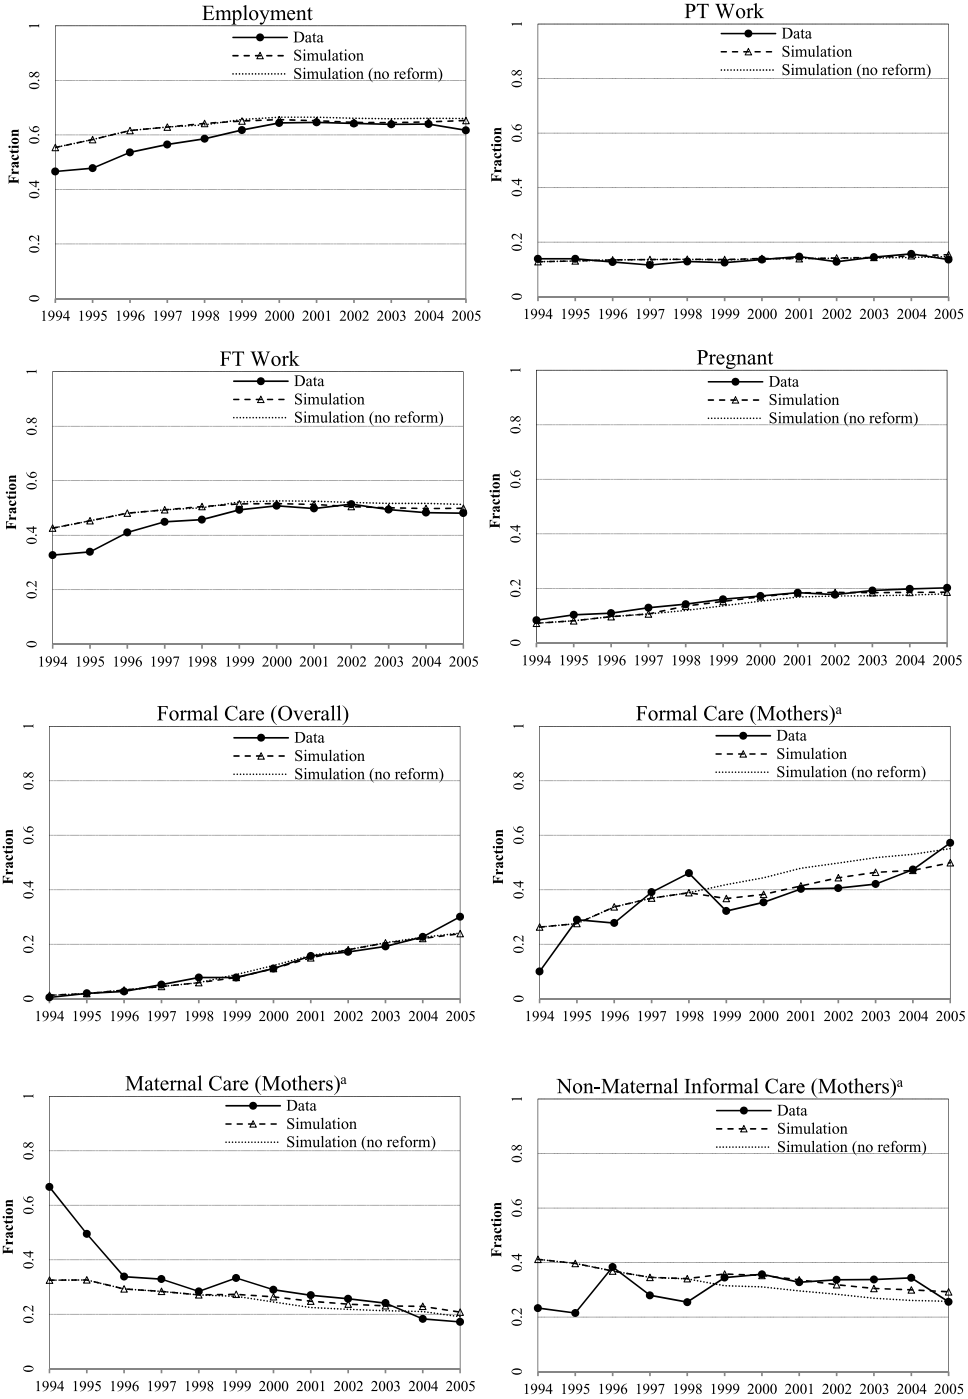 Employment
Data
Simulation
Simulation (no reform)
Fraction
0 0.2 0.4 0.6 0.8 1
1994 1995 1996 1997 1998 1999 2000 2001 2002 2003 2004 2005
PT Work
Data
Simulation
Simulation (no reform)
Fraction
0 0.2 0.4 0.6 0.8 1
1994 1995 1996 1997 1998 1999 2000 2001 2002 2003 2004 2005
FT Work
Data
Simulation
Simulation (no reform)
Fraction
0 0.2 0.4 0.6 0.8 1
1994 1995 1996 1997 1998 1999 2000 2001 2002 2003 2004 2005
Pregnant
Data
Simulation
Simulation (no reform)
Fraction
0 0.2 0.4 0.6 0.8 1
1994 1995 1996 1997 1998 1999 2000 2001 2002 2003 2004 2005
Formal Care (Overall)
Data
Simulation
Simulation (no reform)
Fraction
0 0.2 0.4 0.6 0.8 1
1994 1995 1996 1997 1998 1999 2000 2001 2002 2003 2004 2005
Formal Care (Mothers)ᵃ
Data
Simulation
Simulation (no reform)
Fraction
0 0.2 0.4 0.6 0.8 1
1994 1995 1996 1997 1998 1999 2000 2001 2002 2003 2004 2005
Maternal Care (Mothers)ᵃ
Data
Simulation
Simulation (no reform)
Fraction
0 0.2 0.4 0.6 0.8 1
1994 1995 1996 1997 1998 1999 2000 2001 2002 2003 2004 2005
Non-Maternal Informal Care (Mothers)ᵃ
Data
Simulation
Simulation (no reform)
Fraction
0 0.2 0.4 0.6 0.8 1
1994 1995 1996 1997 1998 1999 2000 2001 2002 2003 2004 2005